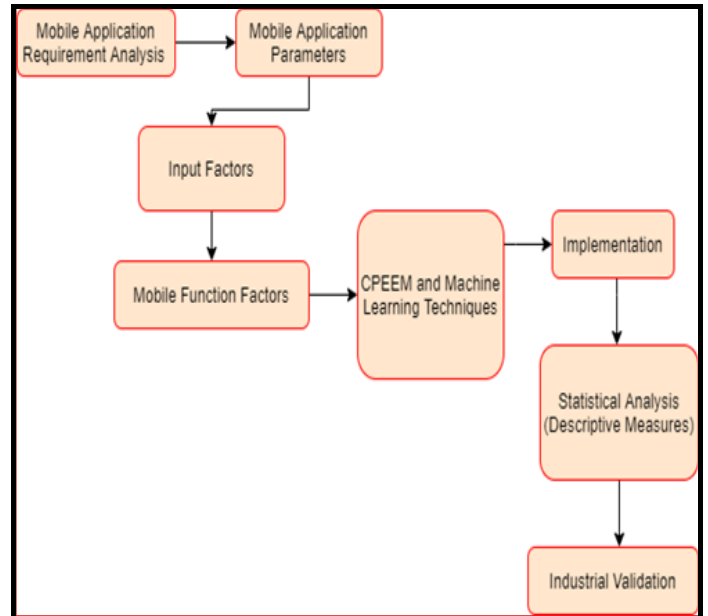 Mobile Application
Requirement Analysis
Mobile Application
Parameters
Input Factors
Mobile Function Factors
CPEEM and Machine
Learning Techniques
Implementation
Statistical Analysis
(Descriptive Measures)
Industrial Validation